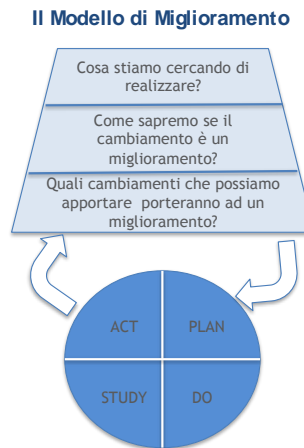 Il Modello di Miglioramento
Cosa stiamo cercando di
realizzare?
Come sapremo se il
cambiamento è un
miglioramento?
Quali cambiamenti che possiamo
apportare porteranno ad un
miglioramento?
ACT PLAN
STUDY DO